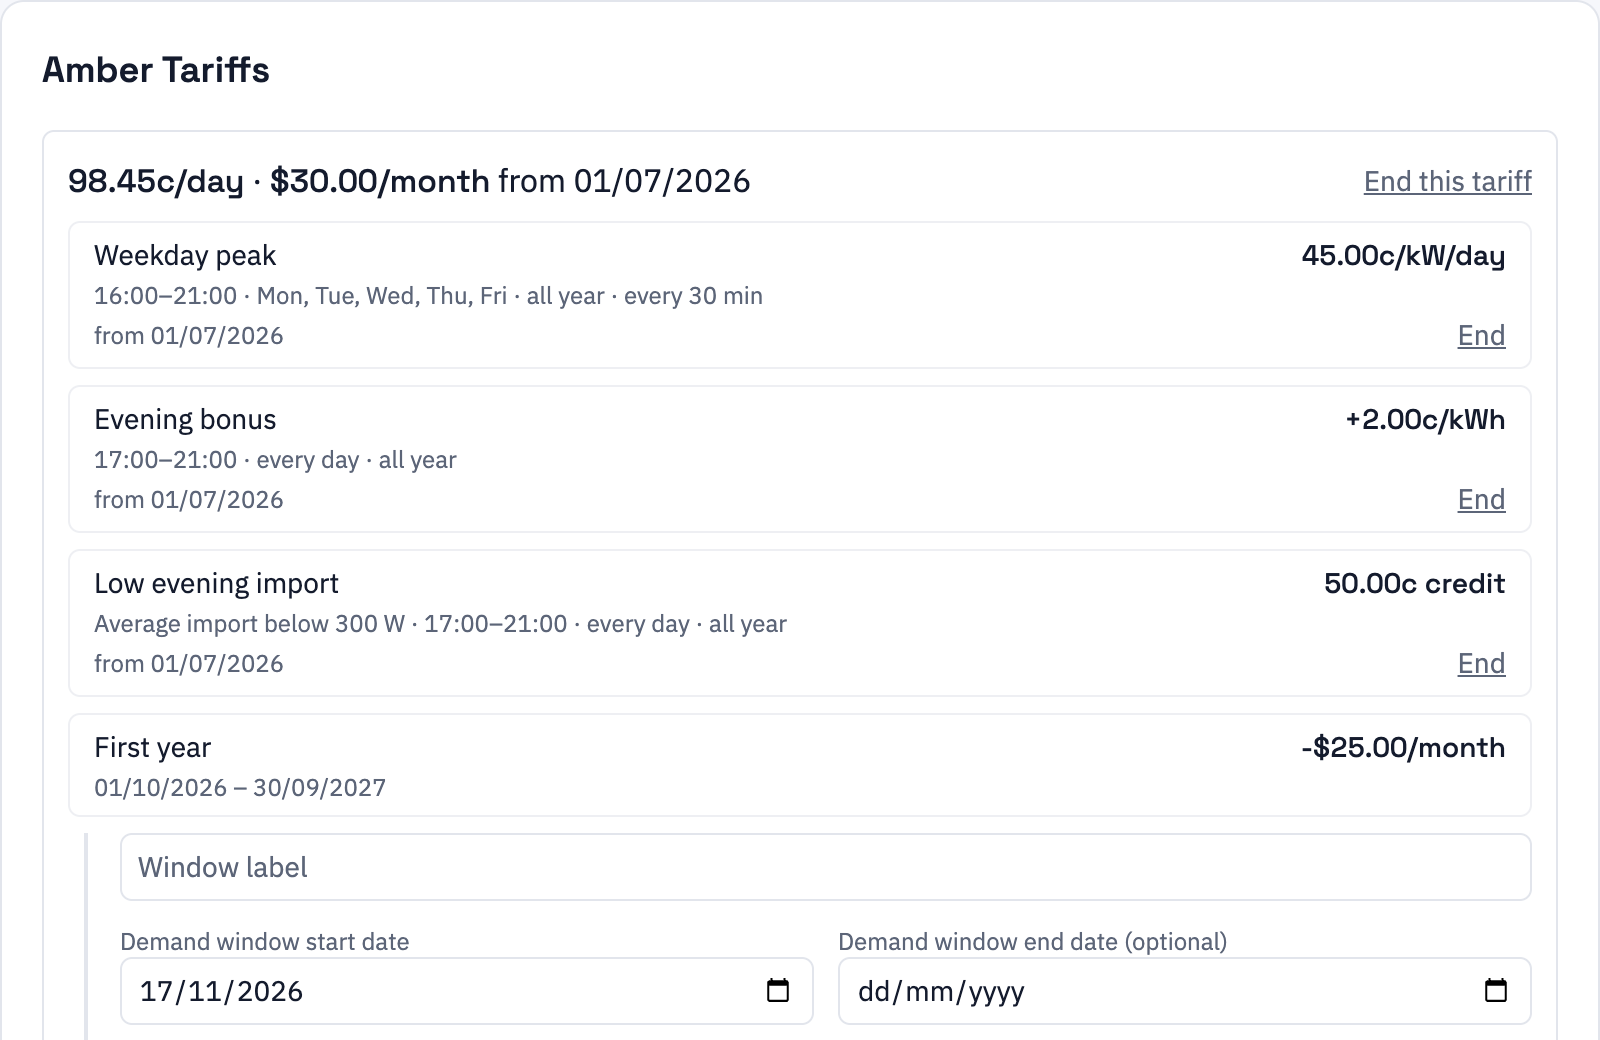 Amber Tariffs
98.45c/day · $30.00/month from 01/07/2026
End this tariff
Weekday peak
45.00c/kW/day
16:00–21:00 · Mon, Tue, Wed, Thu, Fri · all year · every 30 min
from 01/07/2026
End
Evening bonus
+2.00c/kWh
17:00–21:00 · every day · all year
from 01/07/2026
End
Low evening import
50.00c credit
Average import below 300 W · 17:00–21:00 · every day · all year
from 01/07/2026
End
First year
-$25.00/month
01/10/2026 – 30/09/2027
Window label
Demand window start date
Demand window end date (optional)
17/11/2026
dd/mm/yyyy